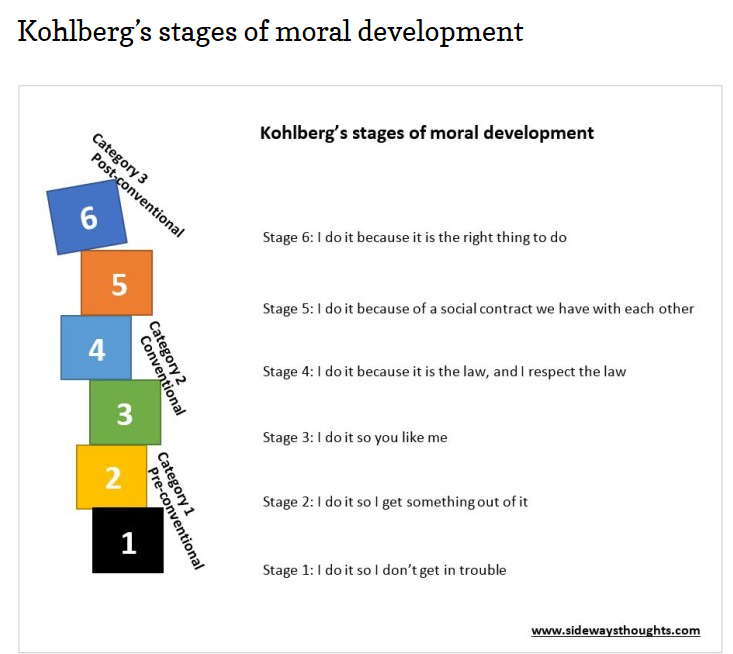 Kohlberg’s stages of moral development
Kohlberg’s stages of moral development
Category 3
Post-conventional
6
Stage 6: I do it because it is the right thing to do
5
Stage 5: I do it because of a social contract we have with each other
Category 2
Conventional
4
Stage 4: I do it because it is the law, and I respect the law
3
Stage 3: I do it so you like me
Category 1
Pre-conventional
2
Stage 2: I do it so I get something out of it
1
Stage 1: I do it so I don’t get in trouble
www.sidewaysthoughts.com